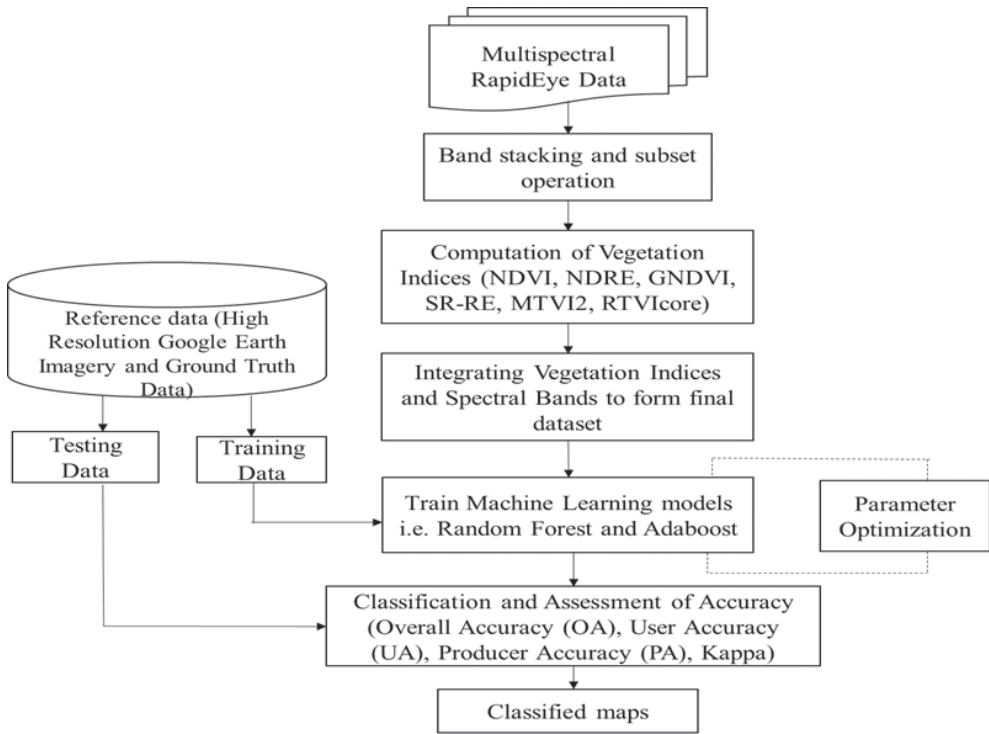 Multispectral
RapidEye Data
Band stacking and subset
operation
Computation of Vegetation
Indices (NDVI, NDRE, GNDVI,
SR-RE, MTVI2, RTVIcore)
Reference data (High
Resolution Google Earth
Imagery and Ground Truth
Data)
Integrating Vegetation Indices
and Spectral Bands to form final
dataset
Testing
Data
Training
Data
Train Machine Learning models
i.e. Random Forest and Adaboost
Parameter
Optimization
Classification and Assessment of Accuracy
(Overall Accuracy (OA), User Accuracy
(UA), Producer Accuracy (PA), Kappa)
Classified maps